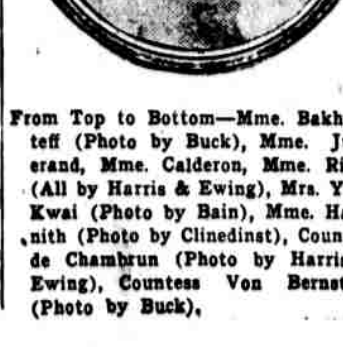 From Top to Bottom—Mme. Bakh
teff (Photo by Buck), Mme. J
erand, Mme. Calderon, Mme. Ri
(All by Harris & Ewing), Mrs. Y
Kwai (Photo by Bain), Mme. Ha
nith (Photo by Clinedinst), Coun
de Chambrun (Photo by Harris
Ewing), Countess Von Bernst
(Photo by Buck),